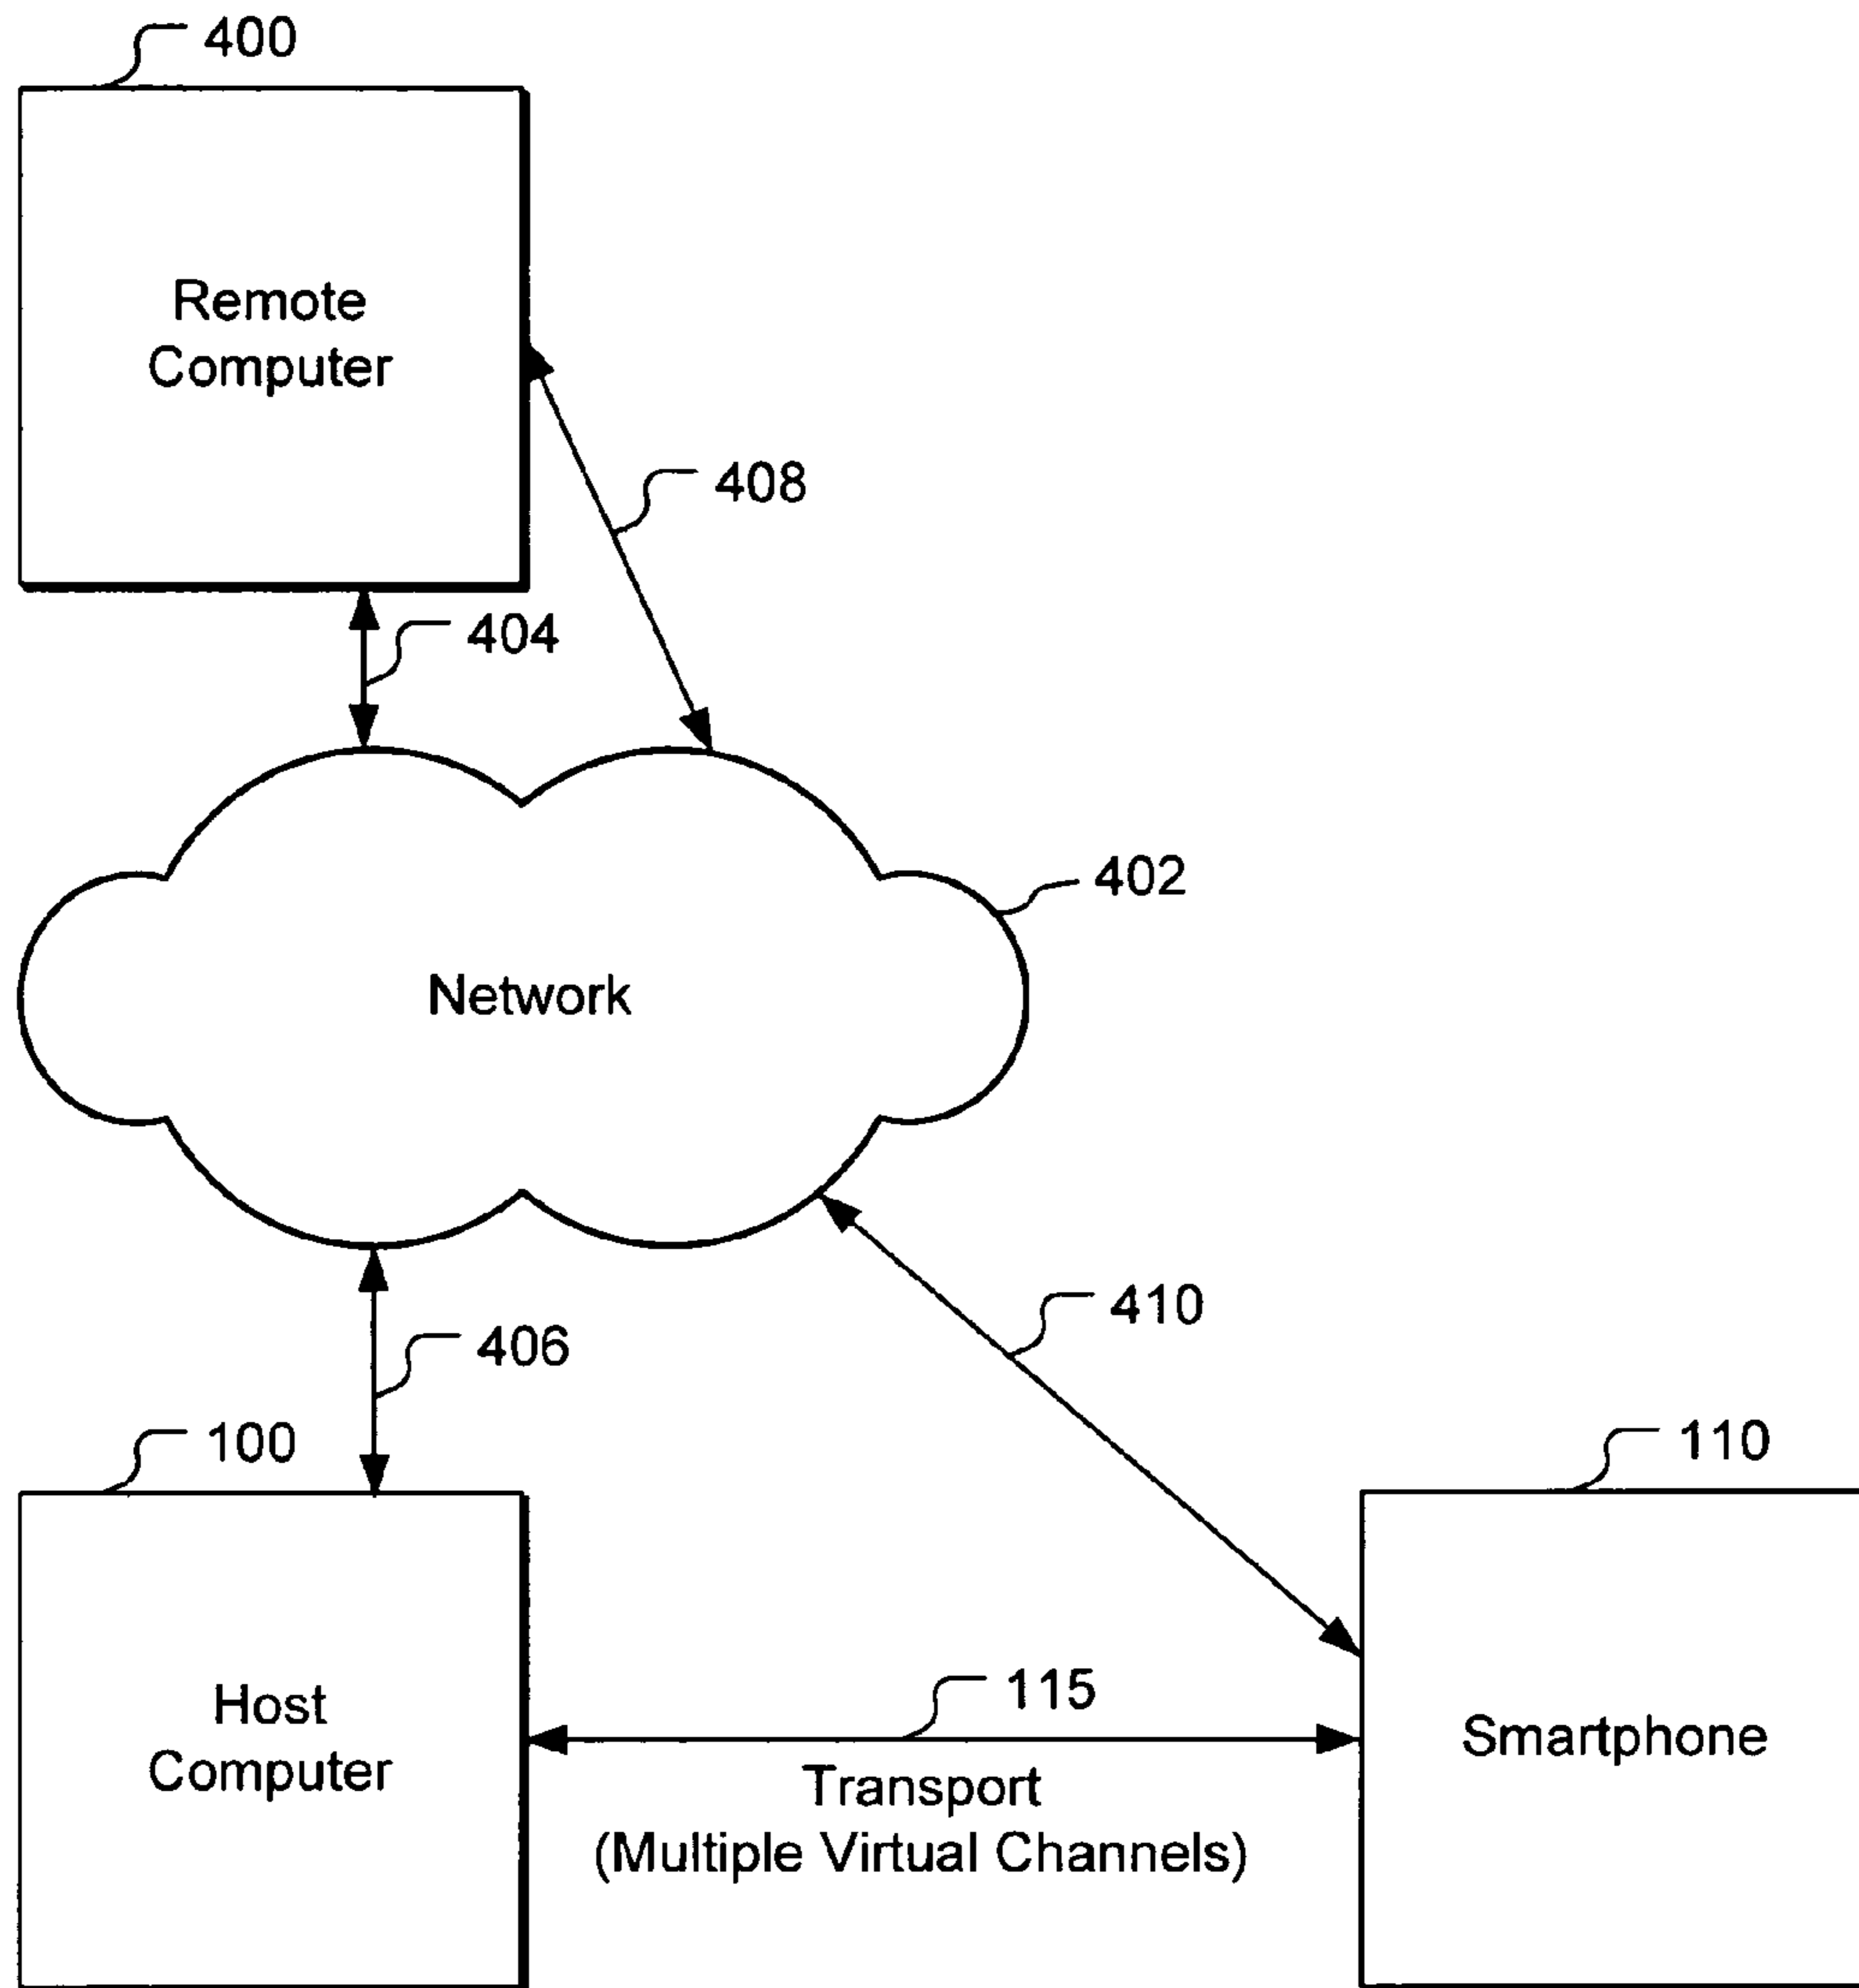 400
Remote
Computer
408
404
402
Network
410
406
100
110
Host
Computer
115
Transport
(Multiple Virtual Channels)
Smartphone